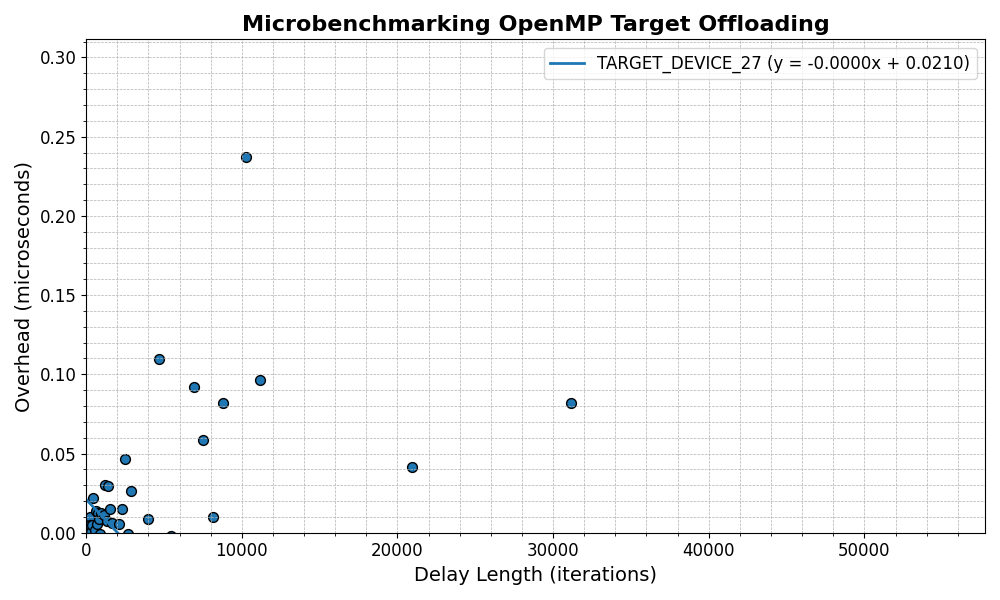 Microbenchmarking OpenMP Target Offloading
TARGET_DEVICE_27 (y = -0.0000x + 0.0210)
Overhead (microseconds)
0.30
0.25
0.20
0.15
0.10
0.05
0.00
0 10000 20000 30000 40000 50000
Delay Length (iterations)